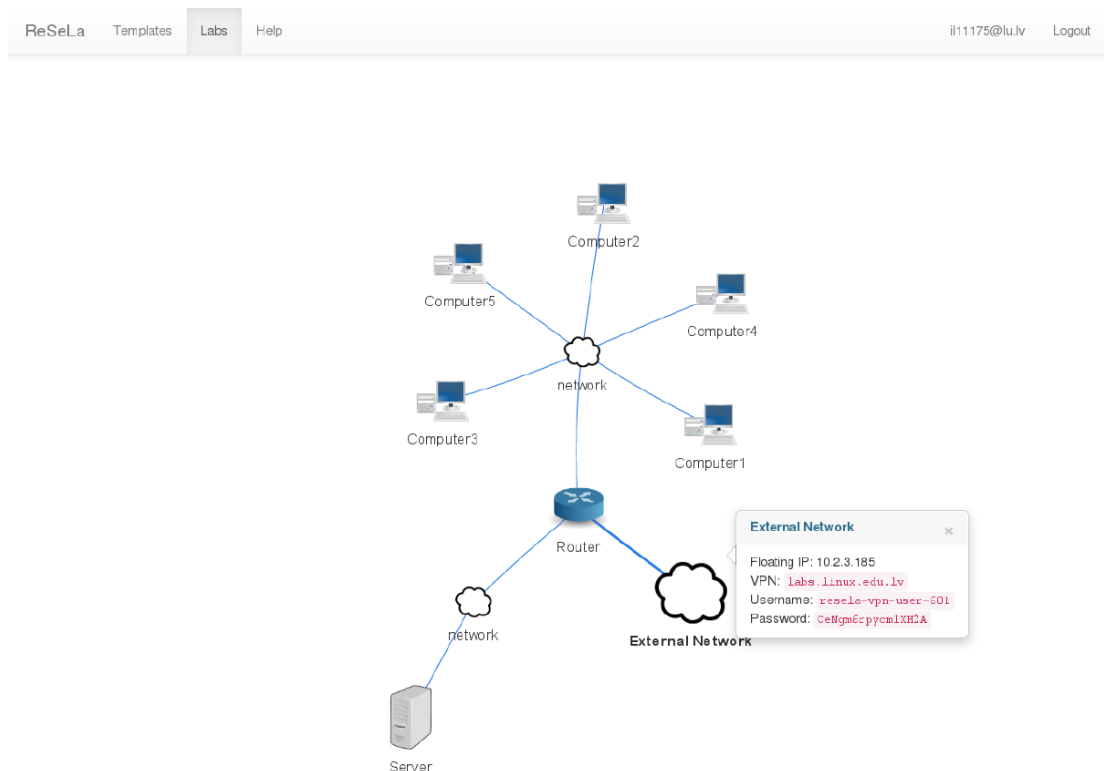 ReSeLa Templates Labs Help il11175@lu.lv Logout
Computer2
Computer5
Computer4
network
Computer3
Computer1
External Network ×
Router
Floating IP: 10.2.3.185
VPN: labs.linux.edu.lv
Username: resela-vpn-user-601
Password:
network
External Network
Server